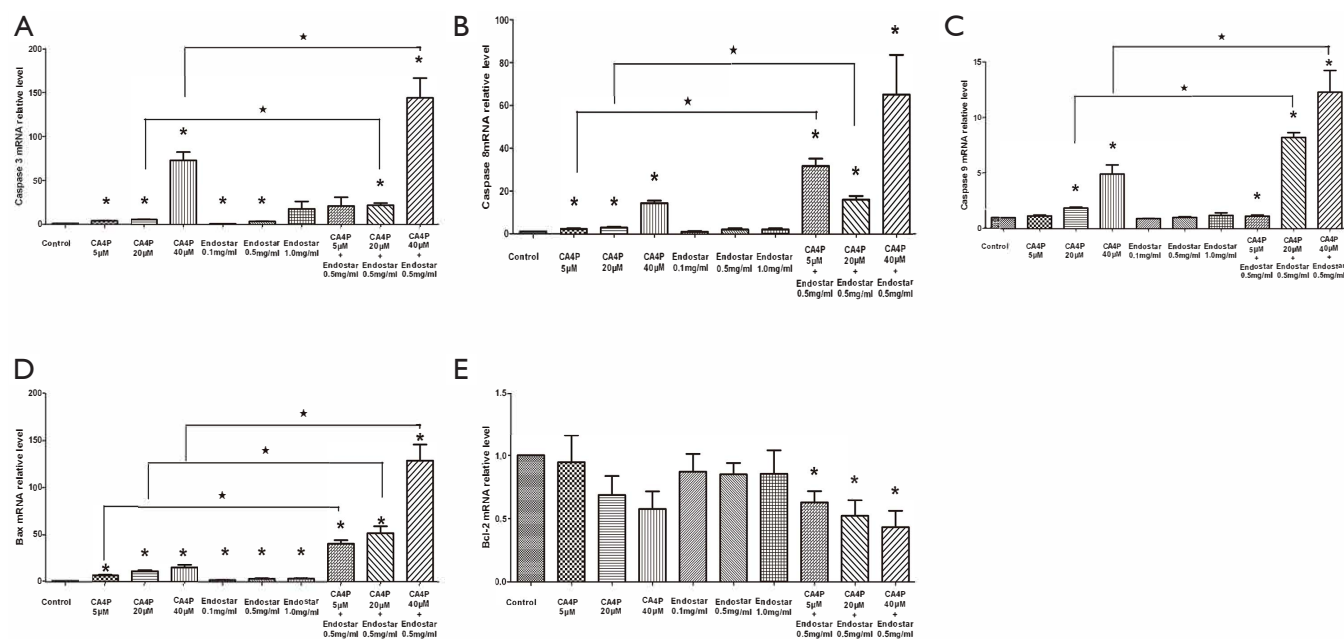 A
Caspase 3 mRNA relative level
200
150
100
50
0
* * * * * * *
★
★
Control
CA4P
5μM
CA4P
20μM
CA4P
40μM
Endostar
0.1mg/ml
Endostar
0.5mg/ml
Endostar
1.0mg/ml
CA4P
5μM
+
Endostar
0.5mg/ml
CA4P
20μM
+
Endostar
0.5mg/ml
CA4P
40μM
+
Endostar
0.5mg/ml
B
Caspase 8mRNA relative level
100
80
60
40
20
0
* * * * * *
★
★
Control
CA4P
5μM
CA4P
20μM
CA4P
40μM
Endostar
0.1mg/ml
Endostar
0.5mg/ml
Endostar
1.0mg/ml
CA4P
5μM
+
Endostar
0.5mg/ml
CA4P
20μM
+
Endostar
0.5mg/ml
CA4P
40μM
+
Endostar
0.5mg/ml
C
Caspase 9 mRNA relative level
15
10
5
0
* * * * *
★
★
Control
CA4P
5μM
CA4P
20μM
CA4P
40μM
Endostar
0.1mg/ml
Endostar
0.5mg/ml
Endostar
1.0mg/ml
CA4P
5μM
+
Endostar
0.5mg/ml
CA4P
20μM
+
Endostar
0.5mg/ml
CA4P
40μM
+
Endostar
0.5mg/ml
D
Bax mRNA relative level
200
150
100
50
0
* * * * * * * * *
★
★
★
Control
CA4P
5μM
CA4P
20μM
CA4P
40μM
Endostar
0.1mg/ml
Endostar
0.5mg/ml
Endostar
1.0mg/ml
CA4P
5μM
+
Endostar
0.5mg/ml
CA4P
20μM
+
Endostar
0.5mg/ml
CA4P
40μM
+
Endostar
0.5mg/ml
E
Bcl-2 mRNA relative level
1.5
1.0
0.5
0.0
* * *
Control
CA4P
5μM
CA4P
20μM
CA4P
40μM
Endostar
0.1mg/ml
Endostar
0.5mg/ml
Endostar
1.0mg/ml
CA4P
5μM
+
Endostar
0.5mg/ml
CA4P
20μM
+
Endostar
0.5mg/ml
CA4P
40μM
+
Endostar
0.5mg/ml